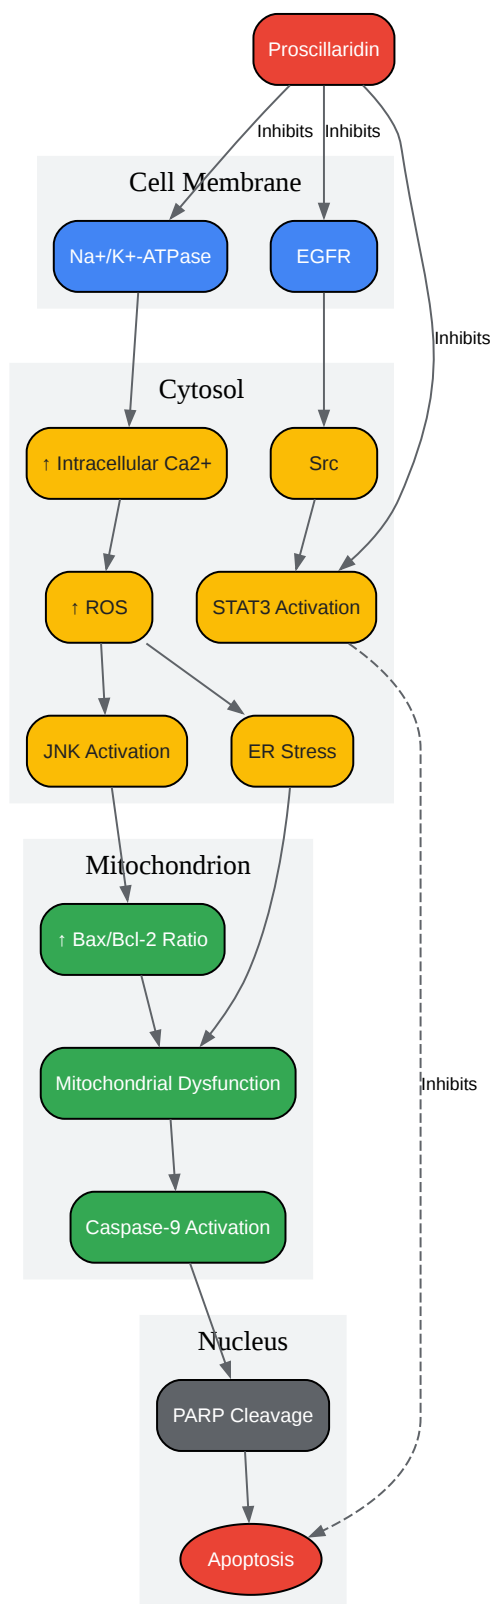 Proscillaridin
Inhibits
Inhibits
Cell Membrane
Na+/K+-ATPase
EGFR
Inhibits
Cytosol
↑ Intracellular Ca2+
Src
↑ ROS
STAT3 Activation
JNK Activation
ER Stress
Mitochondrion
↑ Bax/Bcl-2 Ratio
Mitochondrial Dysfunction
Inhibits
Caspase-9 Activation
Nucleus
PARP Cleavage
Apoptosis